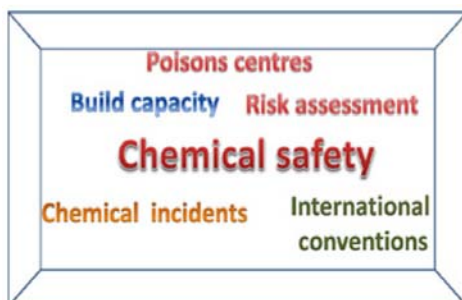 Poisons centres
Build capacity Risk assessment
Chemical safety
Chemical incidents
International
conventions